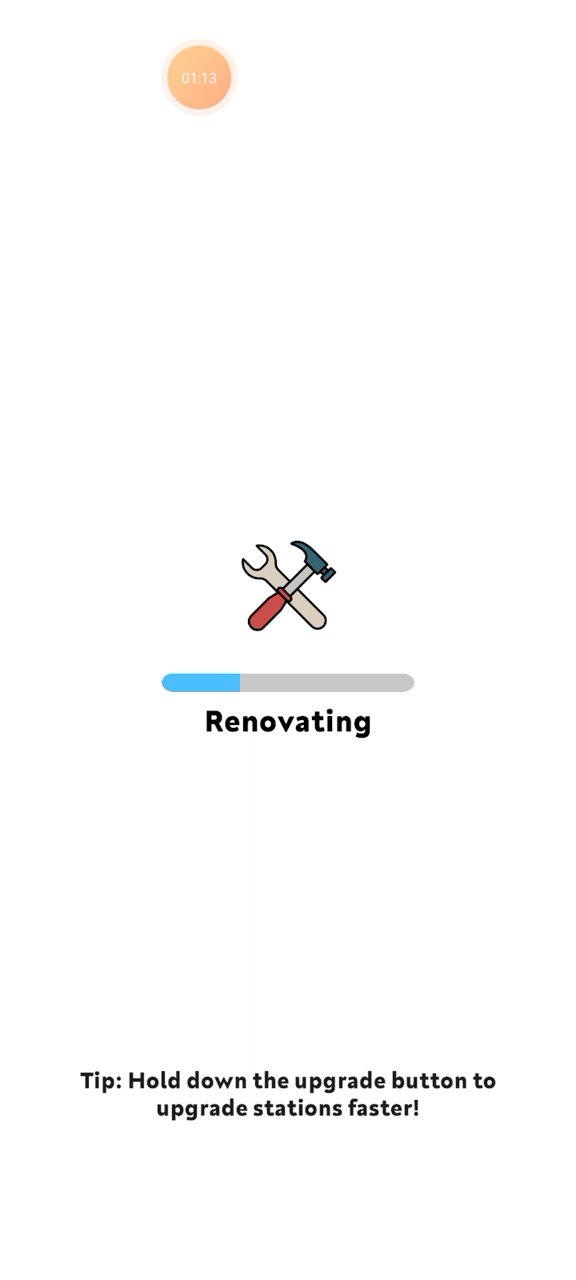 01:13
Renovating
Tip: Hold down the upgrade button to
upgrade stations faster!